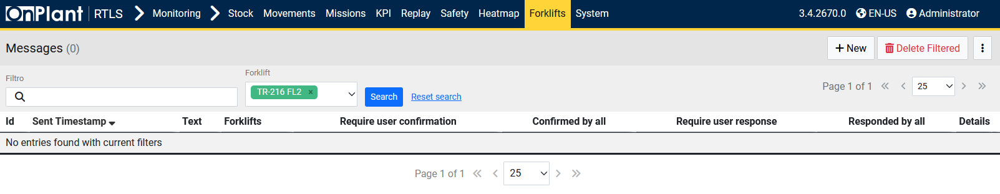 OnPlant RTLS Monitoring Stock Movements Missions KPI Replay Safety Heatmap Forklifts System 3.4.2670.0 EN-US Administrator
Messages (0) New Delete Filtered
Filtro Forklift
TR-216 FL2 × Search Reset search Page 1 of 1 25
Id Sent Timestamp Text Forklifts Require user confirmation Confirmed by all Require user response Responded by all Details
No entries found with current filters
Page 1 of 1 25